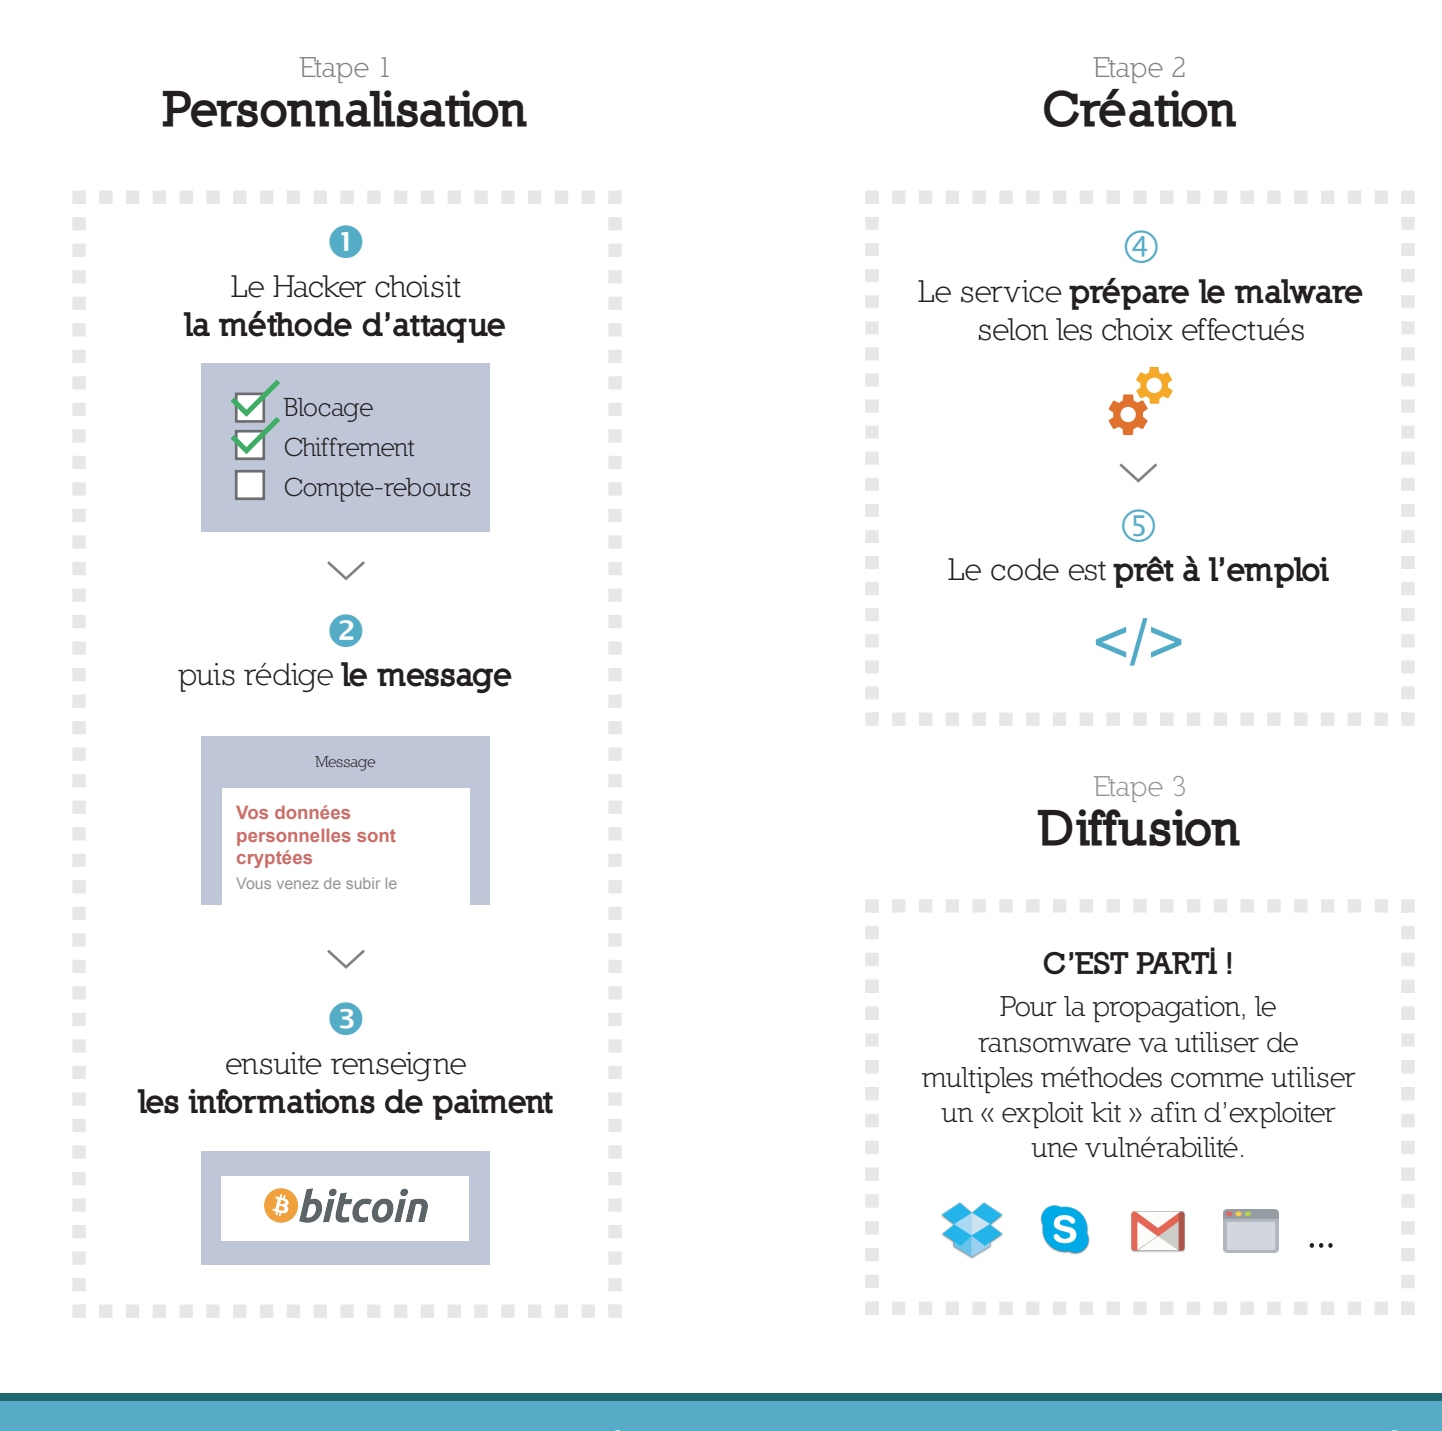 Etape 1
Personnalisation
1
Le Hacker choisit
la méthode d'attaque
Blocage
Chiffrement
Compte-rebours
2
puis rédige le message
Message
Vos données
personnelles sont
cryptées
Vous venez de subir le
3
ensuite renseigne
les informations de paiment
bitcoin
Etape 2
Création
4
Le service prépare le malware
selon les choix effectués
5
Le code est prêt à l'emploi
</>
Etape 3
Diffusion
C'EST PARTİ !
Pour la propagation, le
ransomware va utiliser de
multiples méthodes comme utiliser
un « exploit kit » afin d'exploiter
une vulnérabilité.
S
...